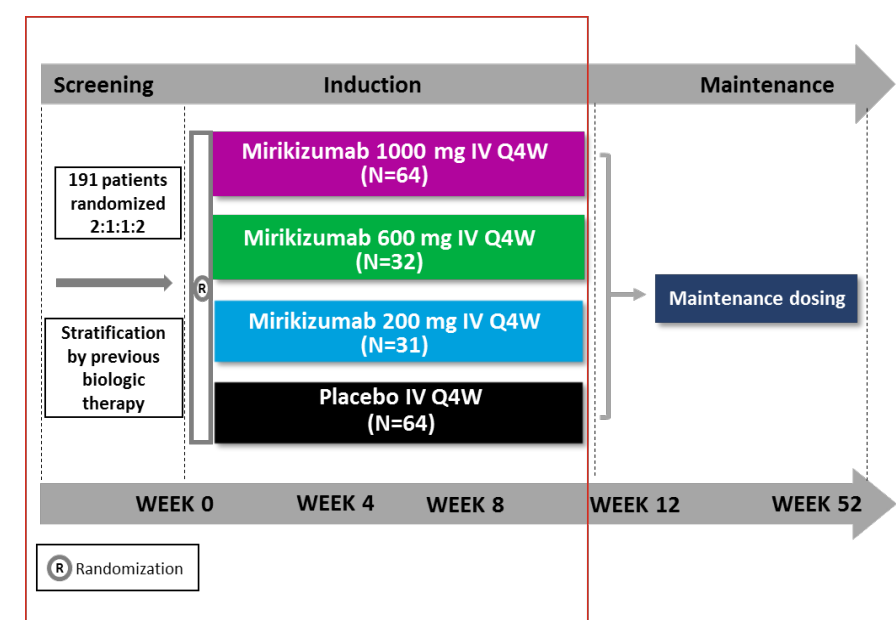 Screening
Induction
Maintenance
191 patients
randomized
2:1:1:2
Stratification
by previous
biologic
therapy
R
Mirikizumab 1000 mg IV Q4W
(N=64)
Mirikizumab 600 mg IV Q4W
(N=32)
Mirikizumab 200 mg IV Q4W
(N=31)
Placebo IV Q4W
(N=64)
Maintenance dosing
WEEK 0
WEEK 4
WEEK 8
WEEK 12
WEEK 52
R Randomization